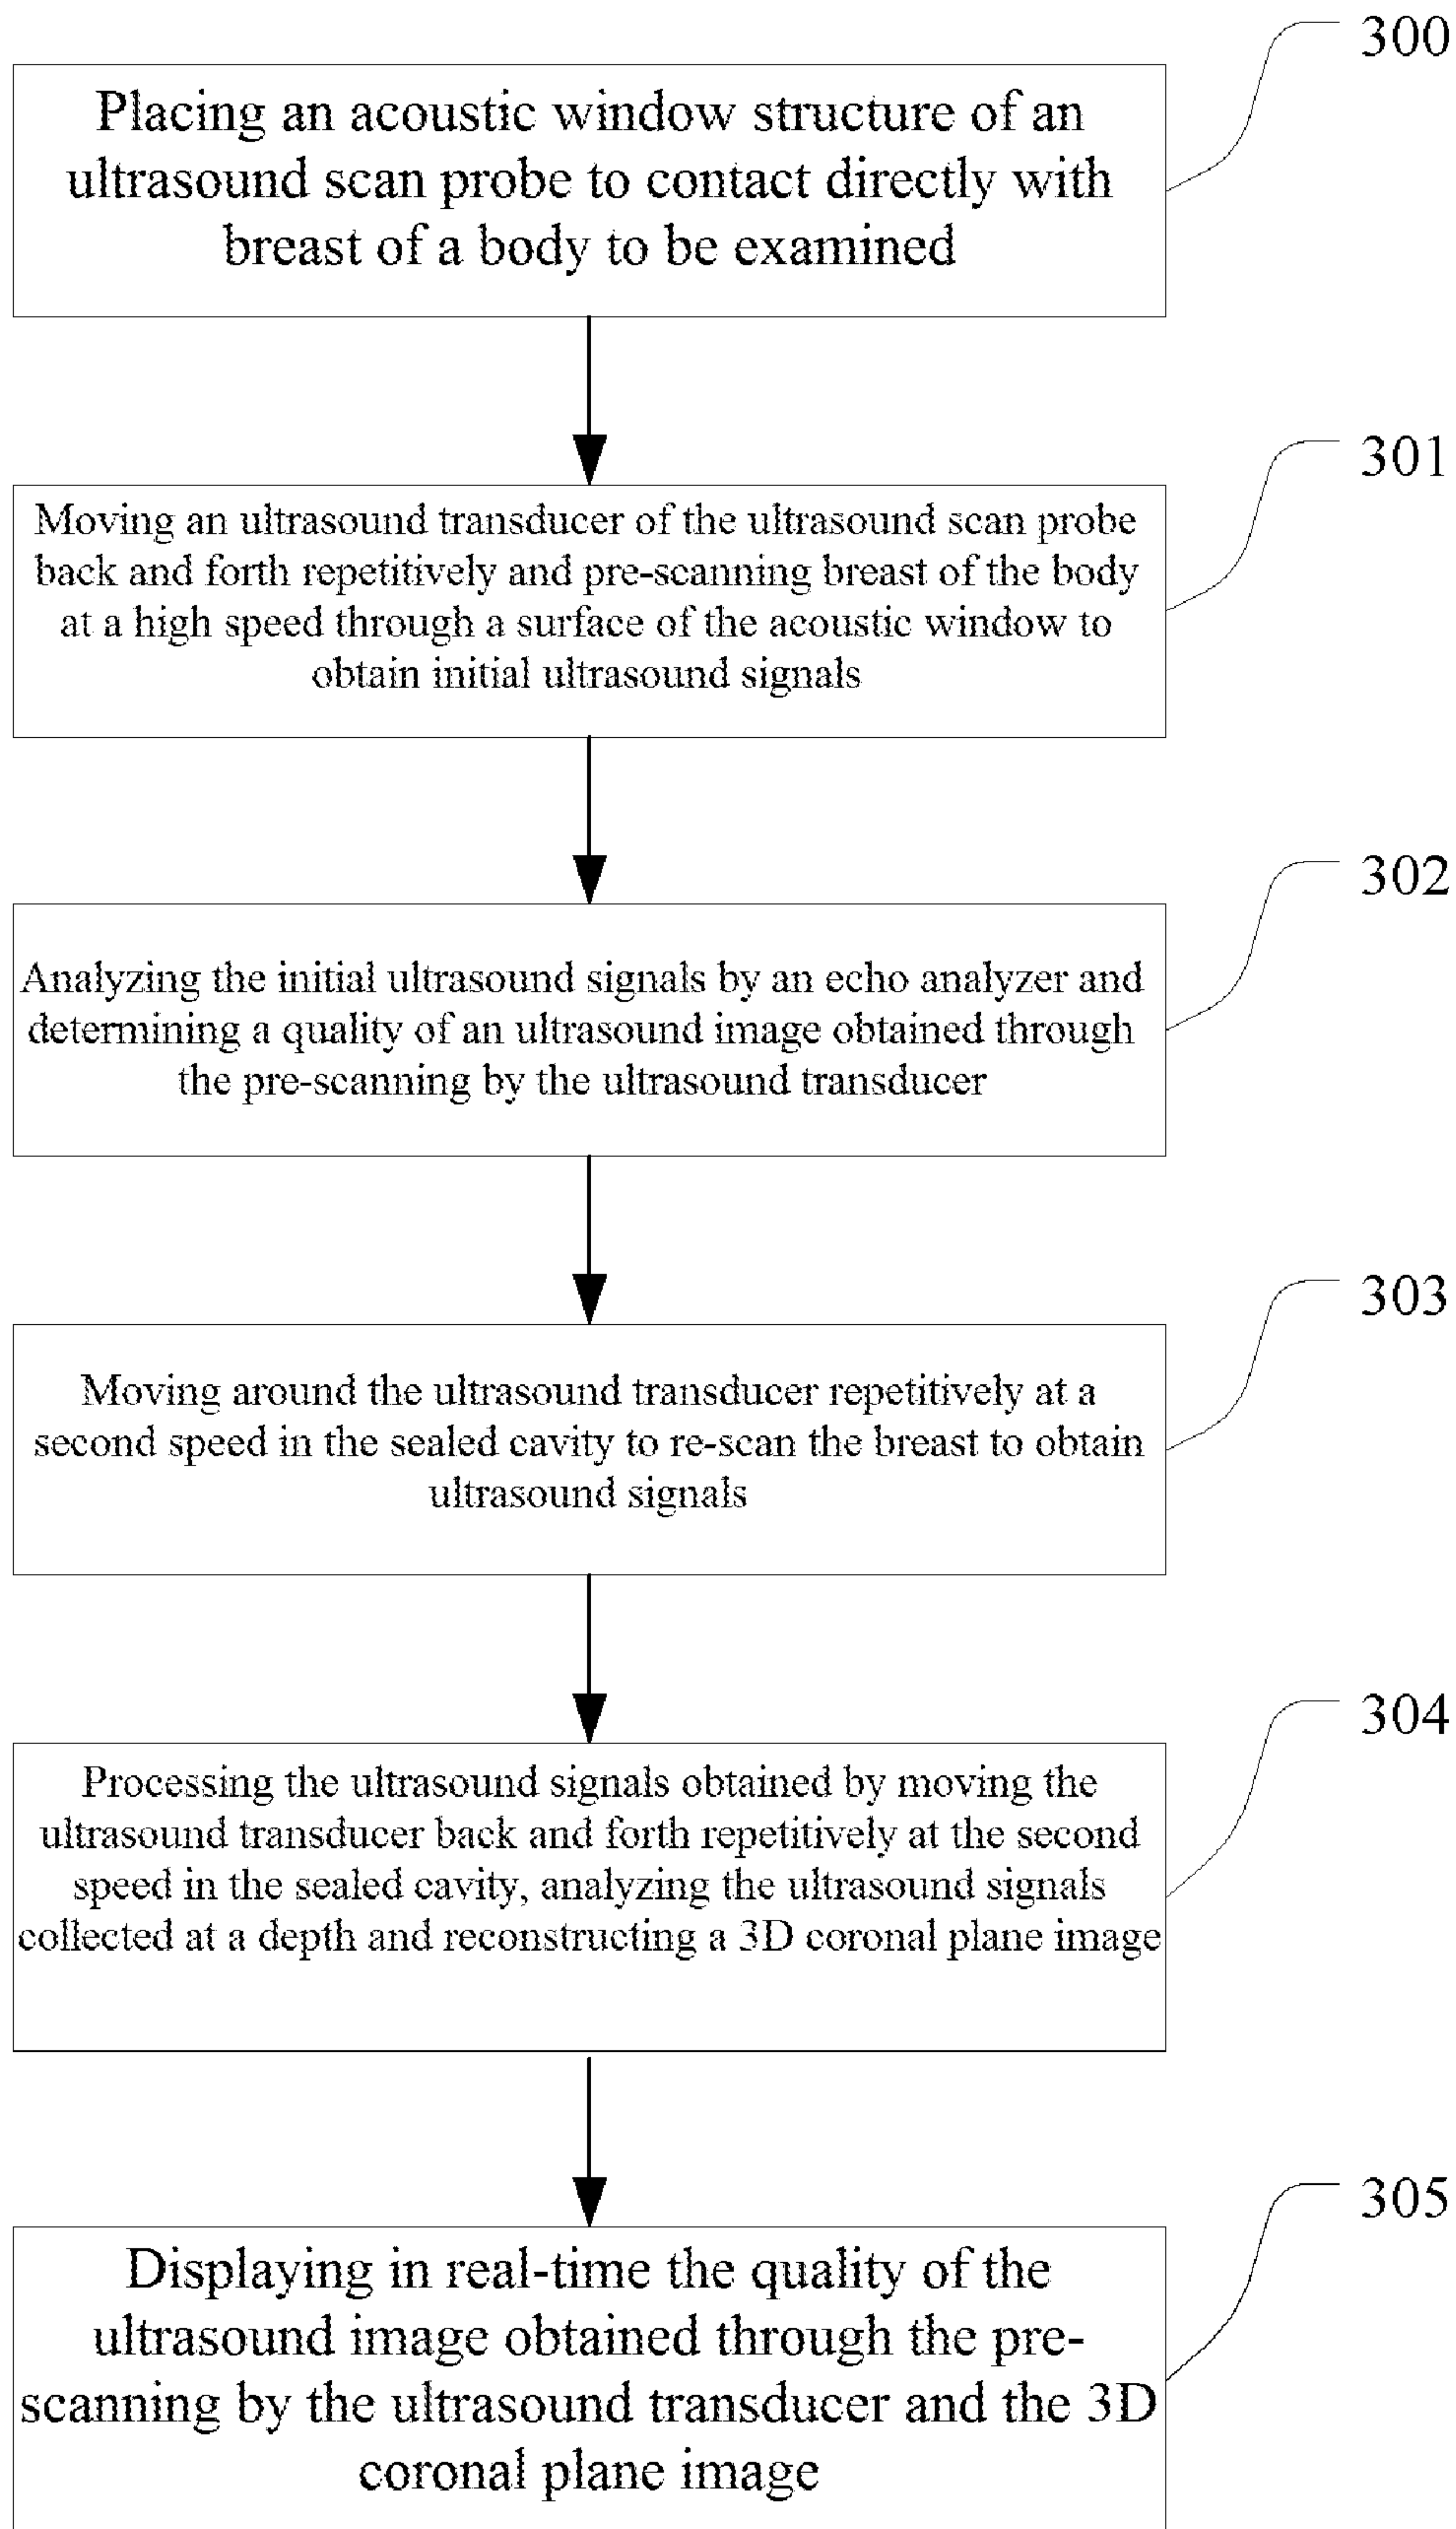 300
Placing an acoustic window structure of an
ultrasound scan probe to contact directly with
breast of a body to be examined
301
Moving an ultrasound transducer of the ultrasound scan probe
back and forth repetitively and pre-scanning breast of the body
at a high speed through a surface of the acoustic window to
obtain initial ultrasound signals
302
Analyzing the initial ultrasound signals by an echo analyzer and
determining a quality of an ultrasound image obtained through
the pre-scanning by the ultrasound transducer
303
Moving around the ultrasound transducer repetitively at a
second speed in the sealed cavity to re-scan the breast to obtain
ultrasound signals
304
Processing the ultrasound signals obtained by moving the
ultrasound transducer back and forth repetitively at the second
speed in the sealed cavity, analyzing the ultrasound signals
collected at a depth and reconstructing a 3D coronal plane image
305
Displaying in real-time the quality of the
ultrasound image obtained through the pre-
scanning by the ultrasound transducer and the 3D
coronal plane image